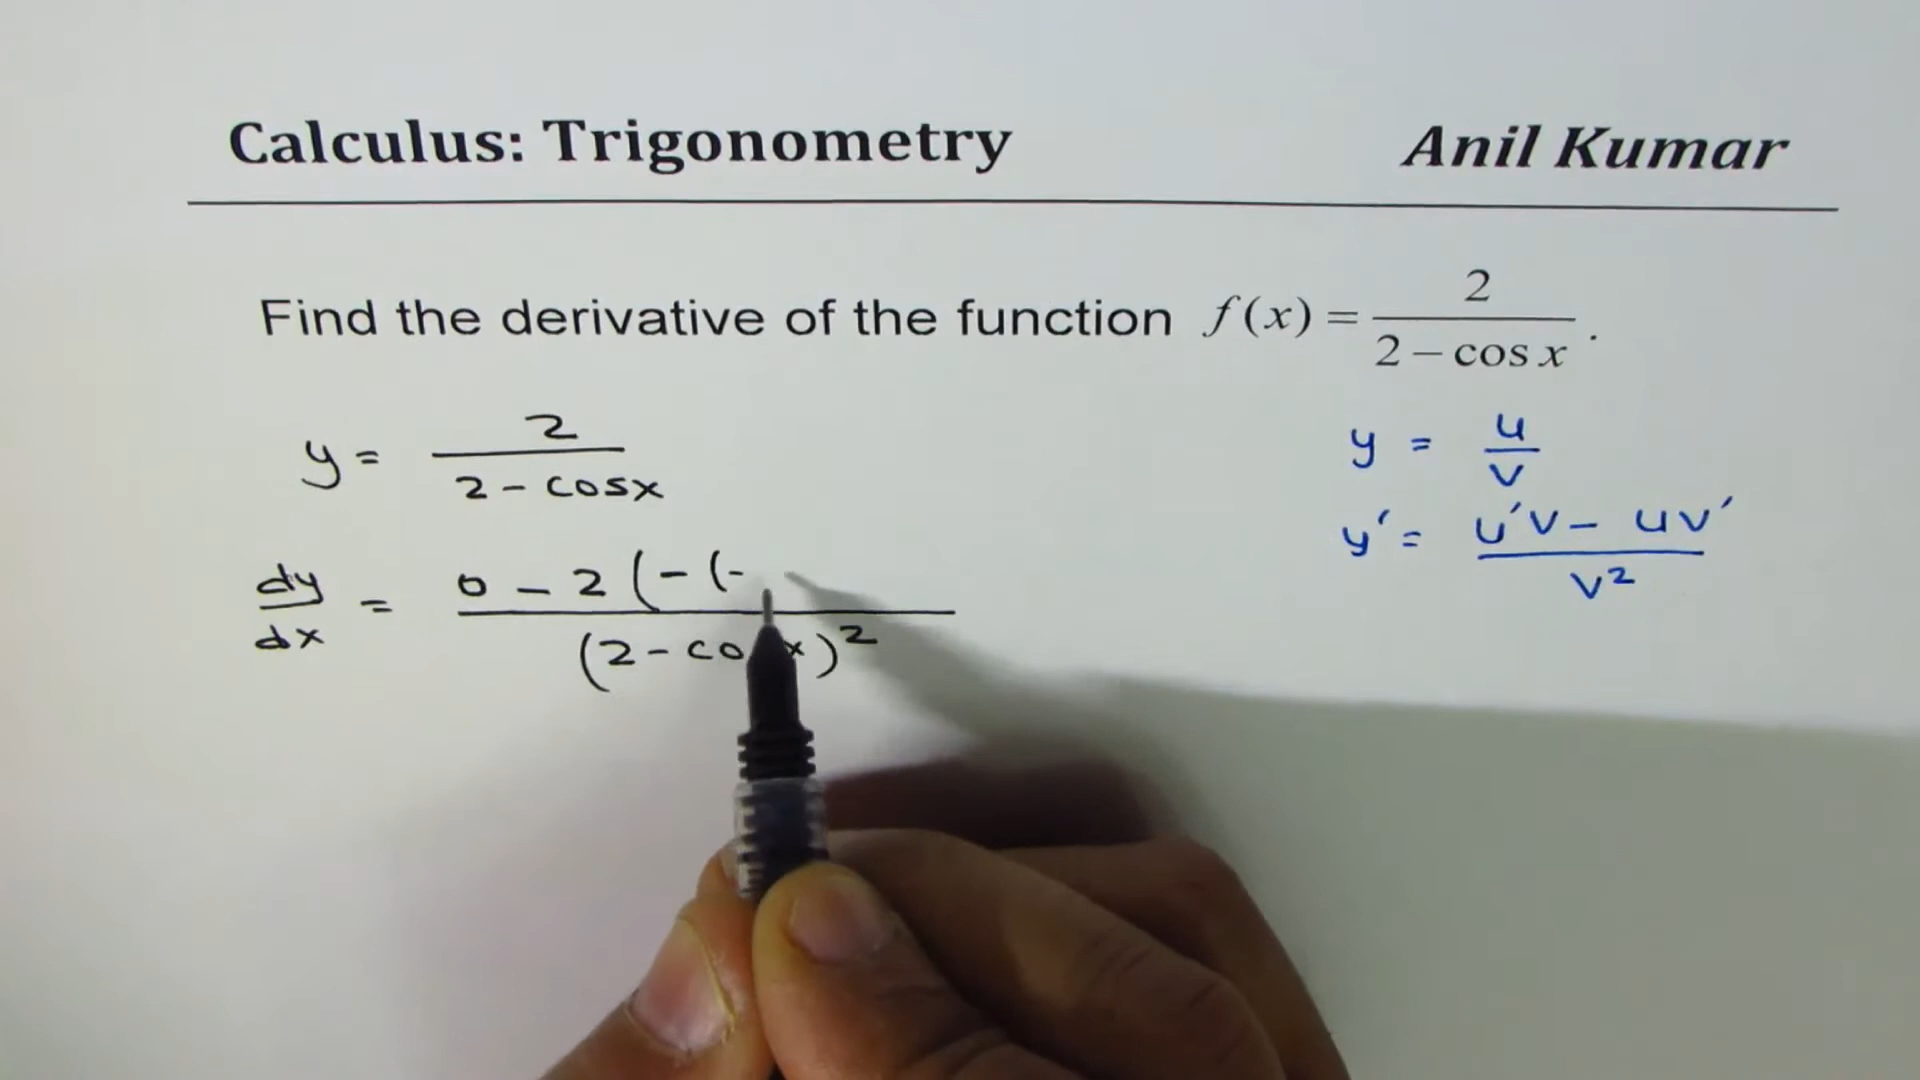 Calculus: Trigonometry Anil Kumar
Find the derivative of the function f(x) = 2 / (2 − cos x).
y = 2 / (2 - cosx)
y = u / v
y' = (u'v - uv') / v²
dy/dx = 0 - 2 (- (- / (2 - co x)²